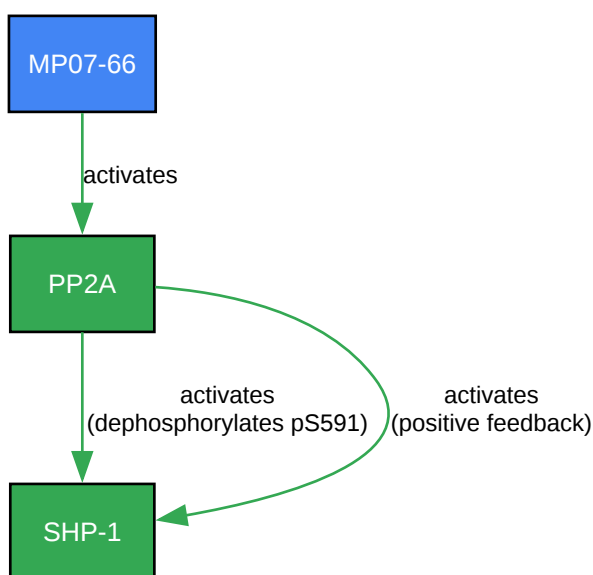 MP07-66
activates
PP2A
activates
(dephosphorylates pS591)
activates
(positive feedback)
SHP-1